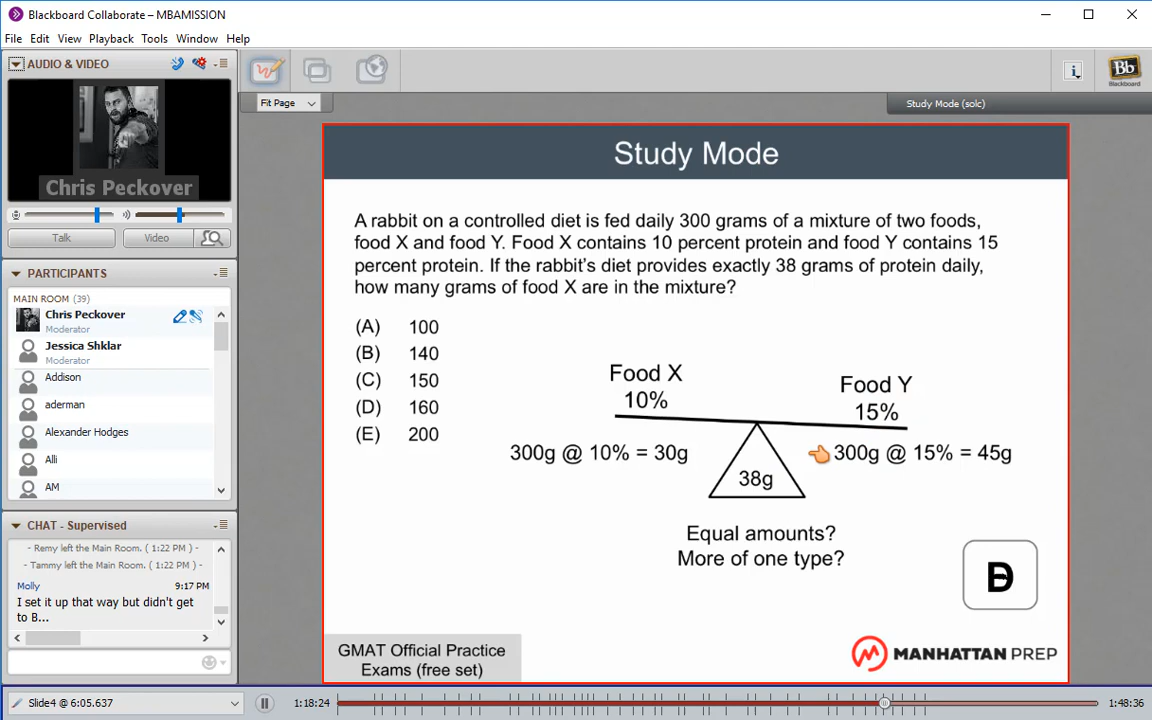 Blackboard Collaborate – MBAMISSION
File Edit View Playback Tools Window Help
AUDIO & VIDEO
Chris Peckover
Talk Video
PARTICIPANTS
MAIN ROOM (39)
Chris Peckover
Moderator
Jessica Shklar
Moderator
Addison
aderman
Alexander Hodges
Alli
AM
CHAT - Supervised
- Remy left the Main Room. ( 1:22 PM ) -
- Tammy left the Main Room. ( 1:22 PM ) -
Molly 9:17 PM
I set it up that way but didn't get
to B...
Slide4 @ 6:05.637
Fit Page
Study Mode (solc)
i
Bb
Blackboard
Study Mode
A rabbit on a controlled diet is fed daily 300 grams of a mixture of two foods,
food X and food Y. Food X contains 10 percent protein and food Y contains 15
percent protein. If the rabbit's diet provides exactly 38 grams of protein daily,
how many grams of food X are in the mixture?
(A) 100
(B) 140
(C) 150
(D) 160
(E) 200
Food X
10%
Food Y
15%
300g @ 10% = 30g
38g
300g @ 15% = 45g
Equal amounts?
More of one type?
GMAT Official Practice
Exams (free set)
MANHATTAN PREP
1:18:24
1:48:36